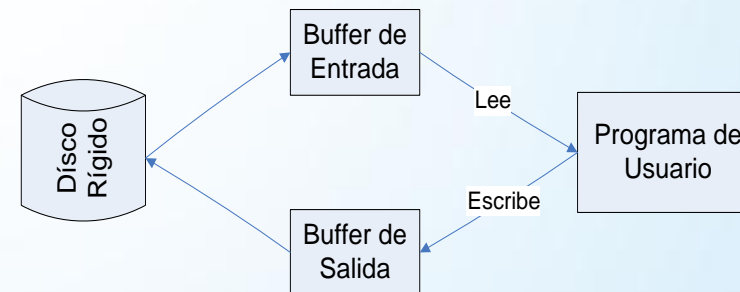 Buffer de
Entrada
Lee
Dísco
Rígido
Programa de
Usuario
Escribe
Buffer de
Salida